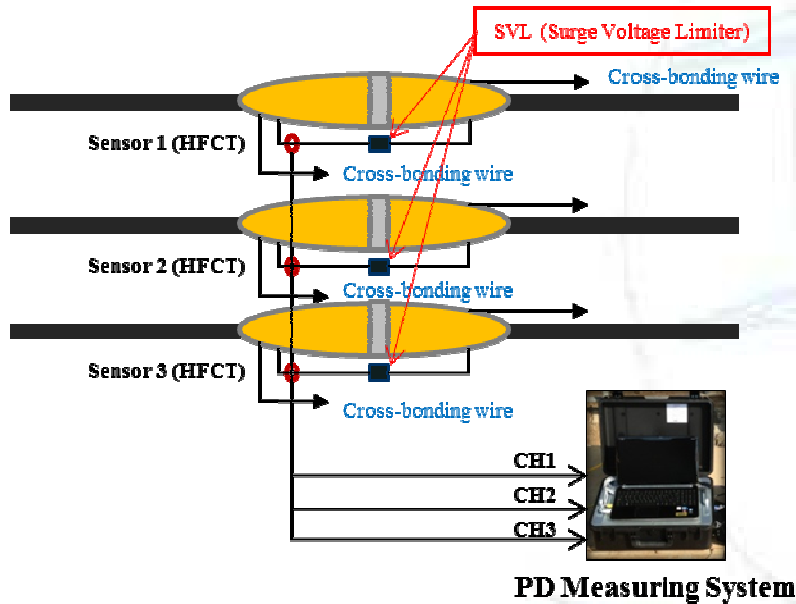 SVL (Surge Voltage Limiter)
Cross-bonding wire
Sensor 1 (HFCT)
Cross-bonding wire
Sensor 2 (HFCT)
Cross-bonding wire
Sensor 3 (HFCT)
Cross-bonding wire
CH1
CH2
CH3
PD Measuring System